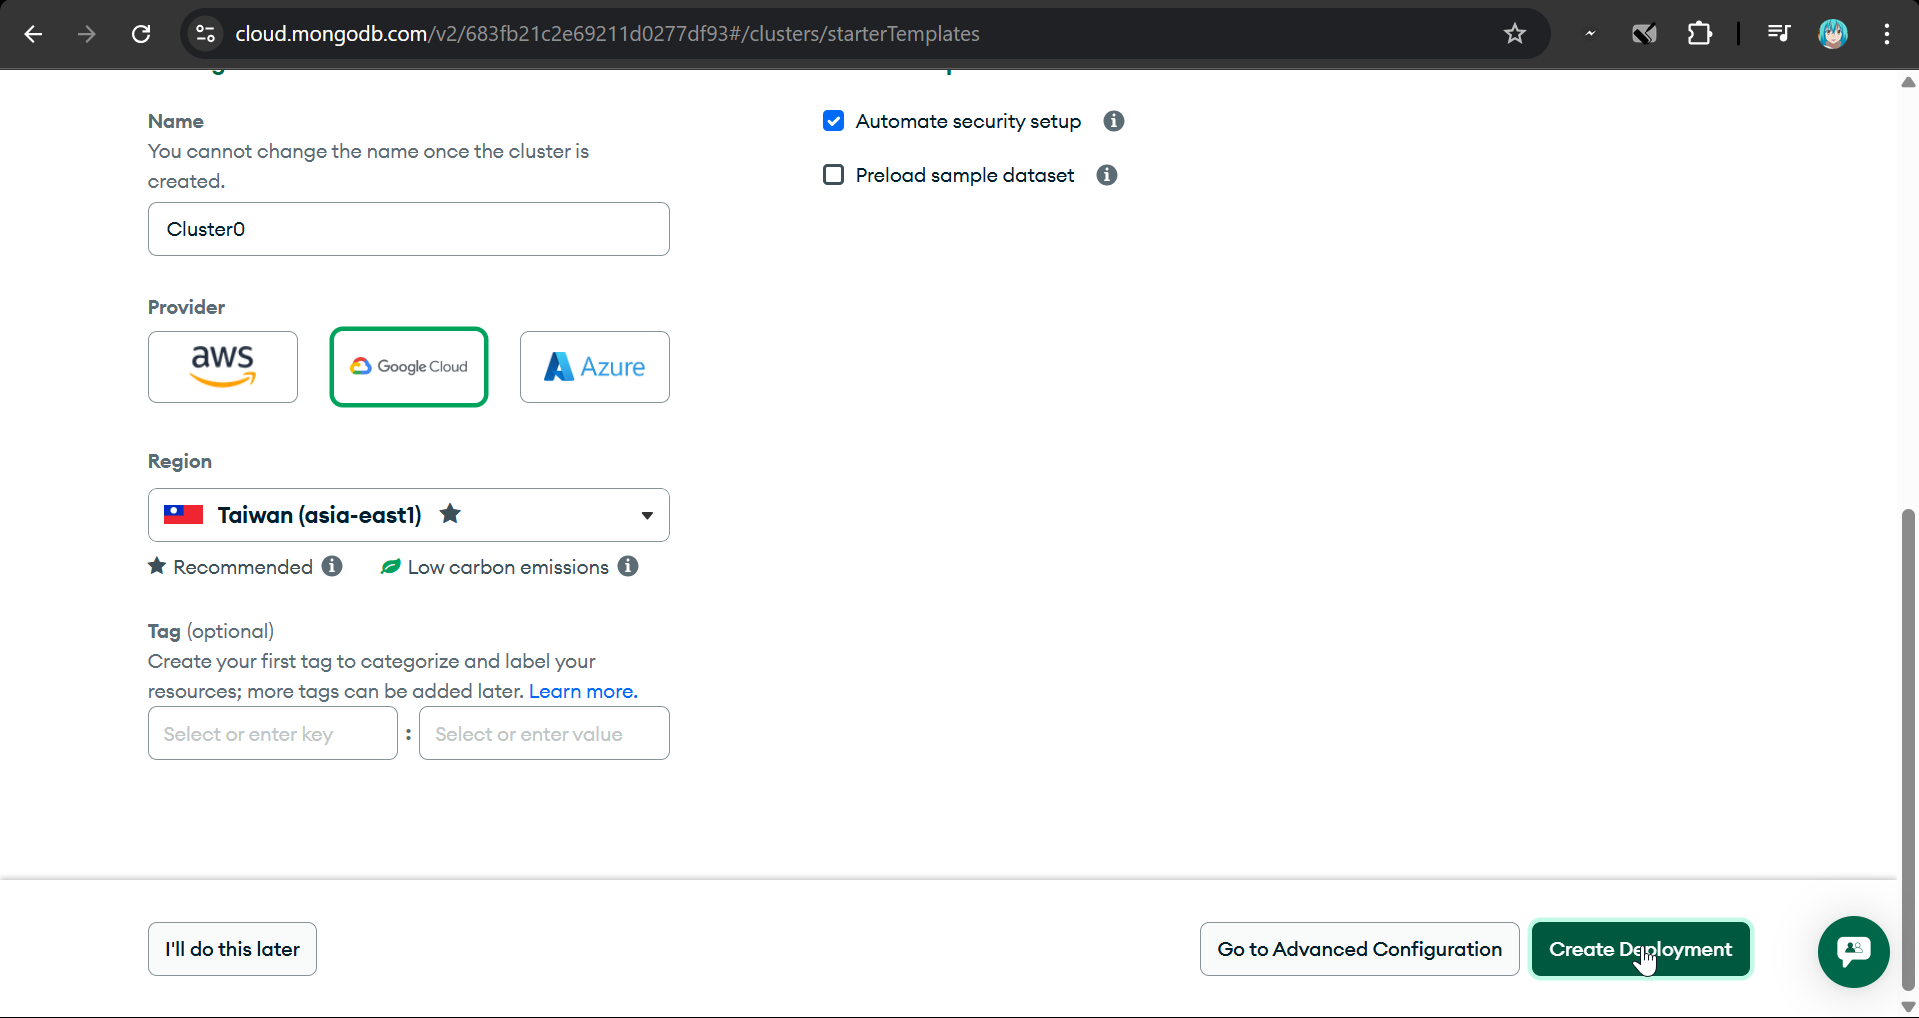 cloud.mongodb.com/v2/683fb21c2e69211d0277df93#/clusters/starterTemplates
Name
You cannot change the name once the cluster is
created.
Cluster0
Provider
aws
Google Cloud
Azure
Region
Taiwan (asia-east1)
Recommended
Low carbon emissions
Tag (optional)
Create your first tag to categorize and label your
resources; more tags can be added later. Learn more.
Select or enter key : Select or enter value
Automate security setup
Preload sample dataset
I'll do this later
Go to Advanced Configuration
Create Deployment